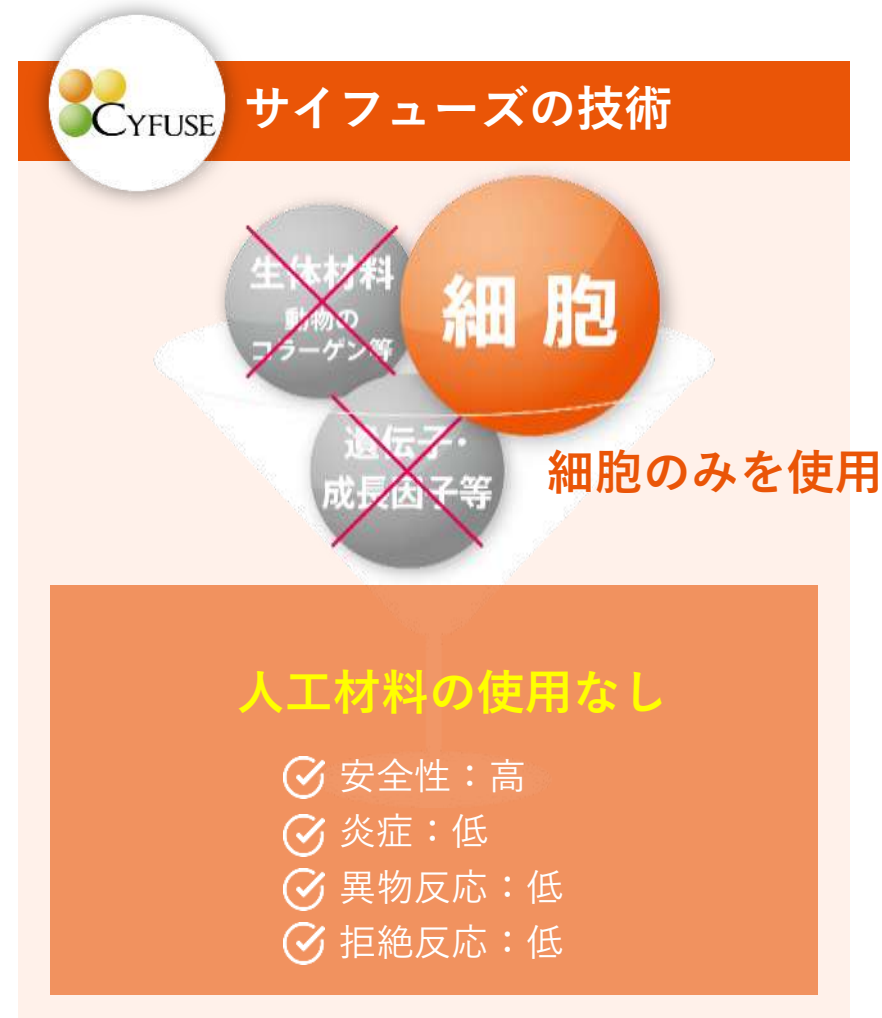 CYFUSE
サイフューズの技術
生体材料
動物の
コラーゲン等
細胞
遺伝子・
成長因子等
細胞のみを使用
人工材料の使用なし
安全性：高
炎症：低
異物反応：低
拒絶反応：低